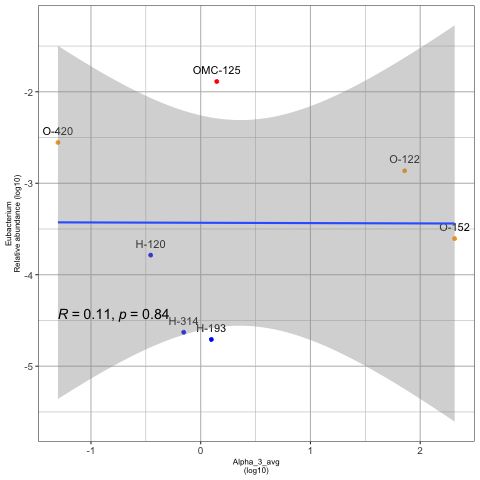 OMC-125
-2
O-420
O-122
-3
Eubacterium
Relative abundance (log10)
O-152
H-120
-4
R = 0.11, p = 0.84
H-314
H-193
-5
-1 0 1 2
Alpha_3_avg
(log10)